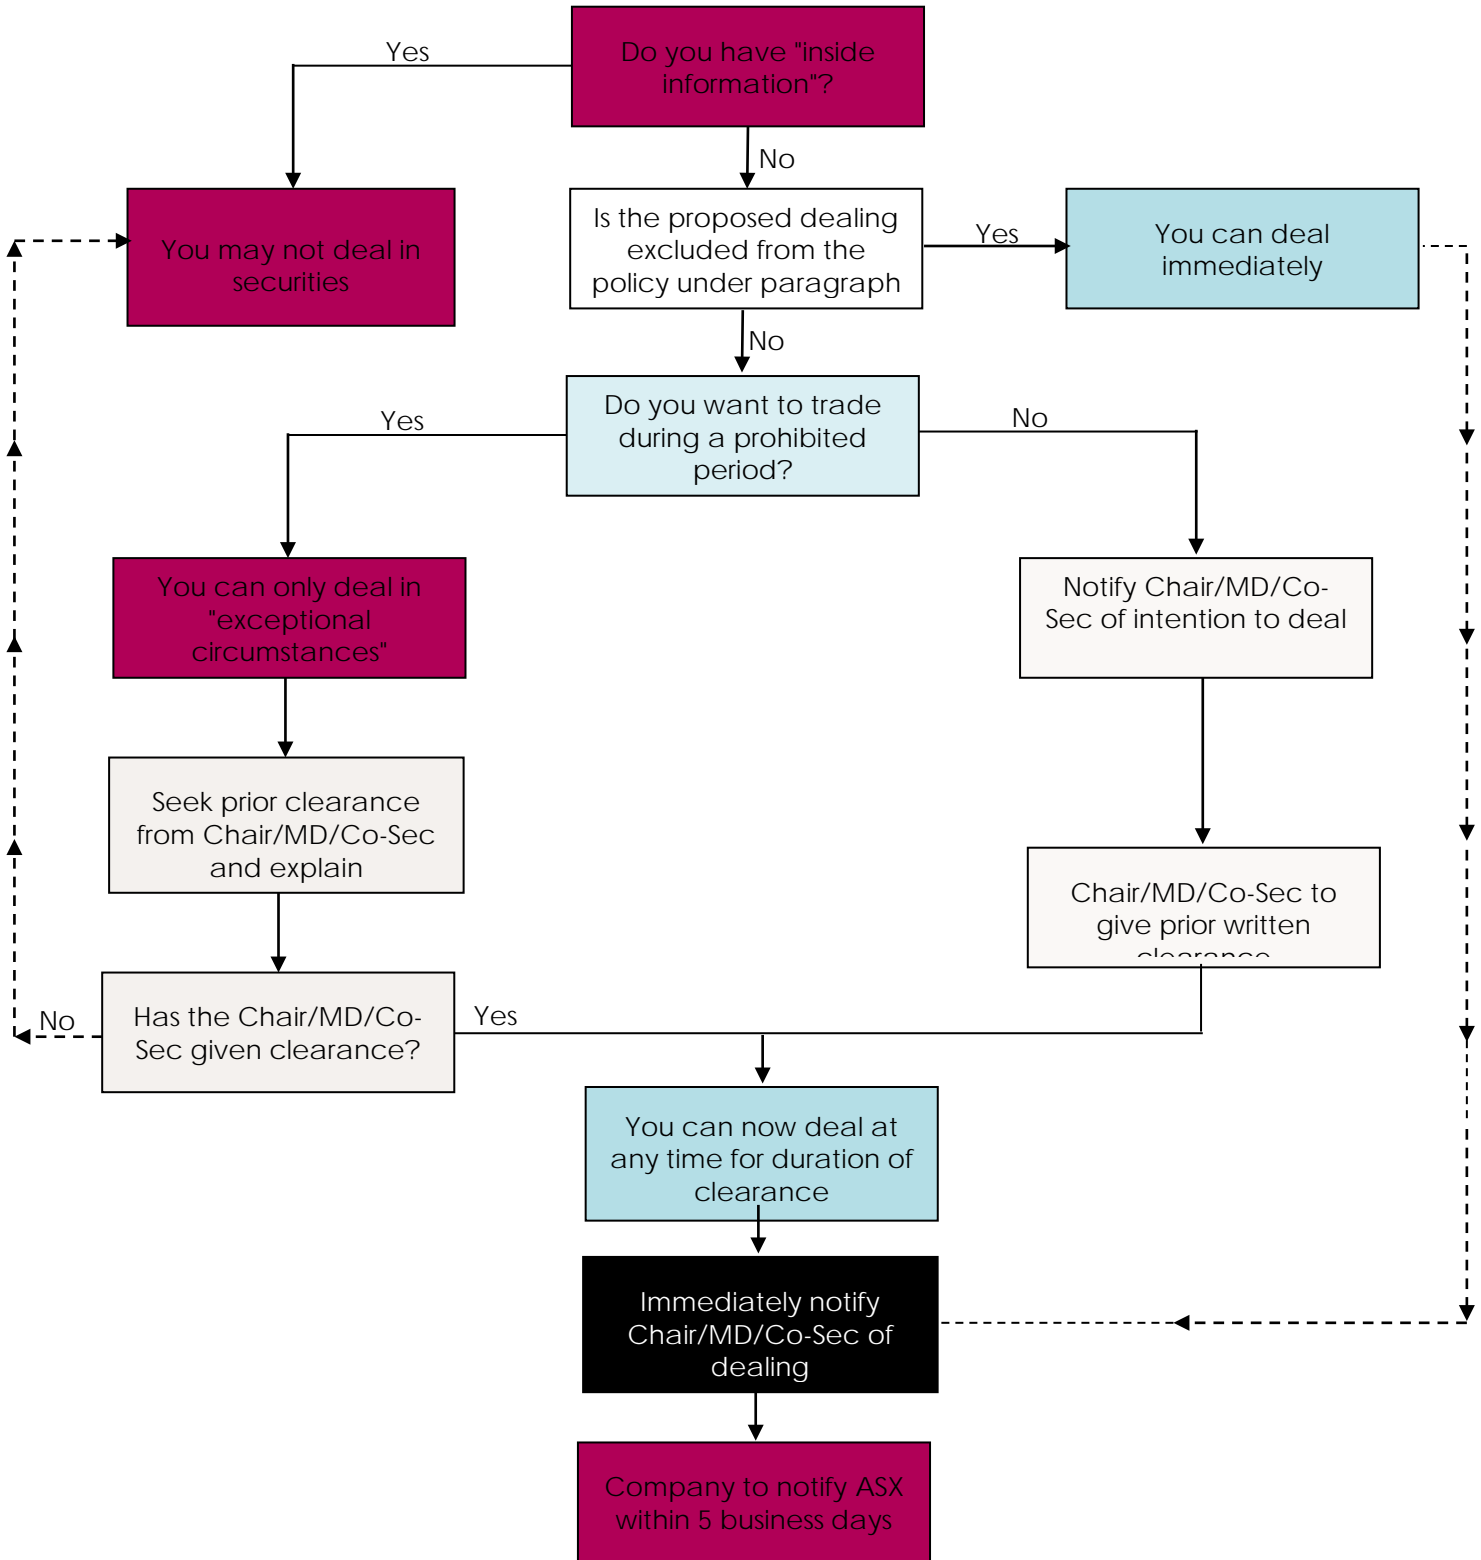 Yes
Do you have "inside
information"?
No
You may not deal in
securities
Is the proposed dealing
excluded from the
policy under paragraph
Yes
You can deal
immediately
No
Yes
Do you want to trade
during a prohibited
period?
No
You can only deal in
"exceptional
circumstances"
Notify Chair/MD/Co-
Sec of intention to deal
Seek prior clearance
from Chair/MD/Co-Sec
and explain
Chair/MD/Co-Sec to
give prior written
clearance
No
Has the Chair/MD/Co-
Sec given clearance?
Yes
You can now deal at
any time for duration of
clearance
Immediately notify
Chair/MD/Co-Sec of
dealing
Company to notify ASX
within 5 business days